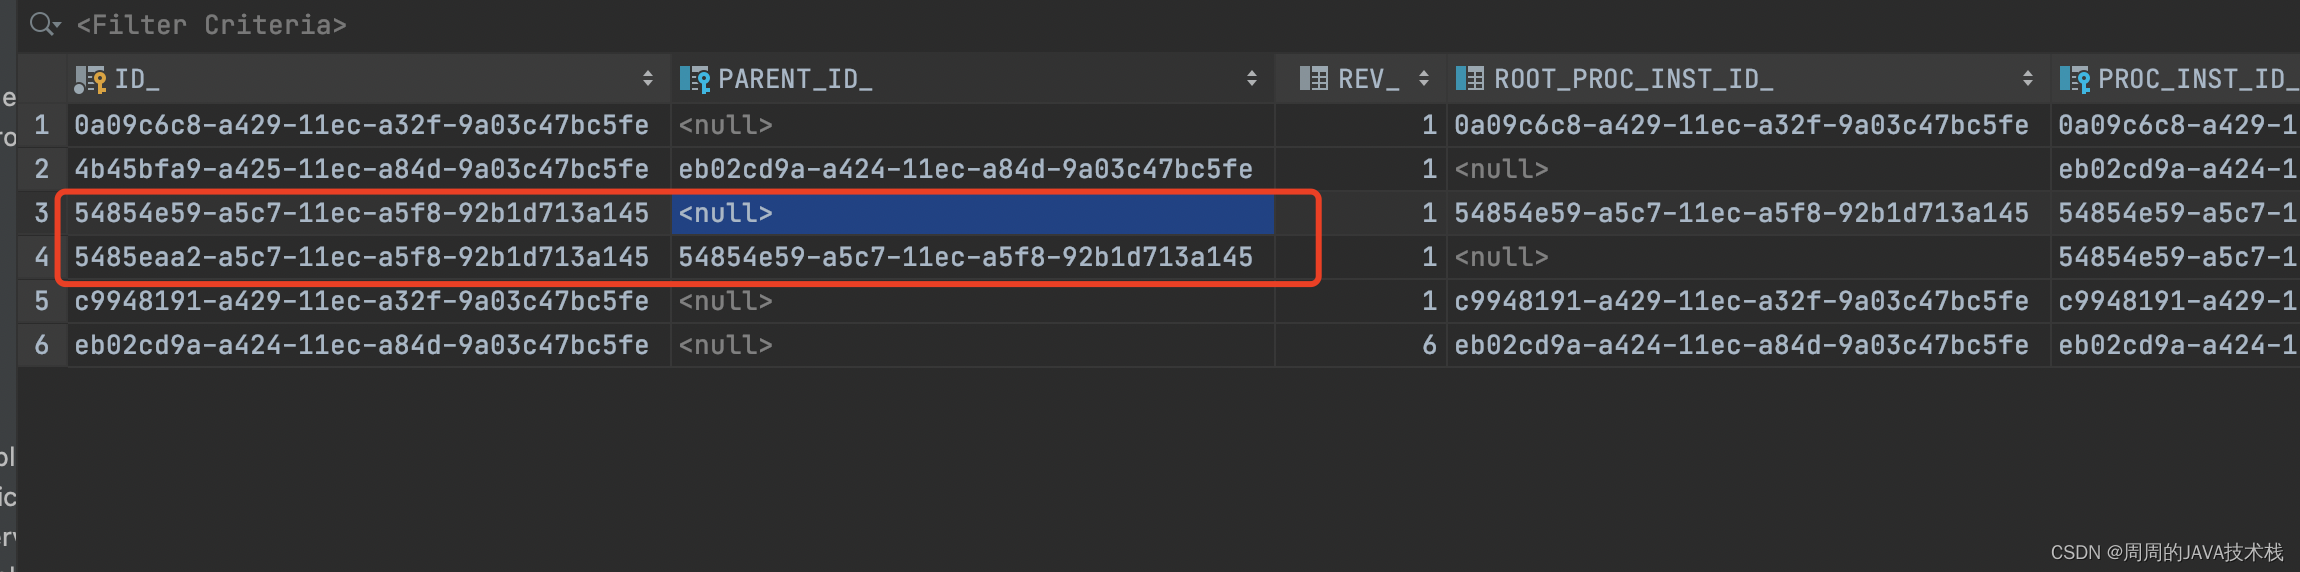 <Filter Criteria>
ID_ PARENT_ID_ REV_ ROOT_PROC_INST_ID_ PROC_INST_ID_
1 0a09c6c8-a429-11ec-a32f-9a03c47bc5fe <null> 1 0a09c6c8-a429-11ec-a32f-9a03c47bc5fe 0a09c6c8-a429-1
2 4b45bfa9-a425-11ec-a84d-9a03c47bc5fe eb02cd9a-a424-11ec-a84d-9a03c47bc5fe 1 <null> eb02cd9a-a424-1
3 54854e59-a5c7-11ec-a5f8-92b1d713a145 <null> 1 54854e59-a5c7-11ec-a5f8-92b1d713a145 54854e59-a5c7-1
4 5485eaa2-a5c7-11ec-a5f8-92b1d713a145 54854e59-a5c7-11ec-a5f8-92b1d713a145 1 <null> 54854e59-a5c7-1
5 c9948191-a429-11ec-a32f-9a03c47bc5fe <null> 1 c9948191-a429-11ec-a32f-9a03c47bc5fe c9948191-a429-1
6 eb02cd9a-a424-11ec-a84d-9a03c47bc5fe <null> 6 eb02cd9a-a424-11ec-a84d-9a03c47bc5fe eb02cd9a-a424-1
CSDN @周周的JAVA技术栈